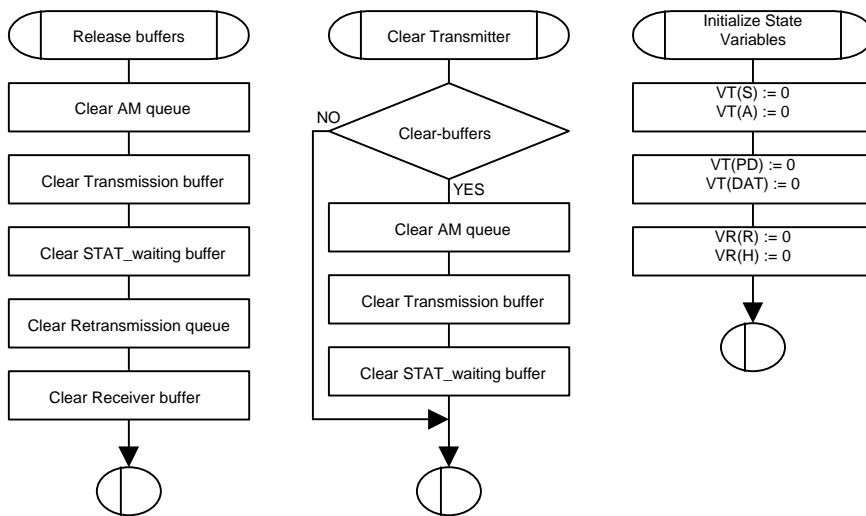 Release buffers
Clear AM queue
Clear Transmission buffer
Clear STAT_waiting buffer
Clear Retransmission queue
Clear Receiver buffer
Clear Transmitter
Clear-buffers
NO
YES
Clear AM queue
Clear Transmission buffer
Clear STAT_waiting buffer
Initialize State
Variables
VT(S) := 0
VT(A) := 0
VT(PD) := 0
VT(DAT) := 0
VR(R) := 0
VR(H) := 0